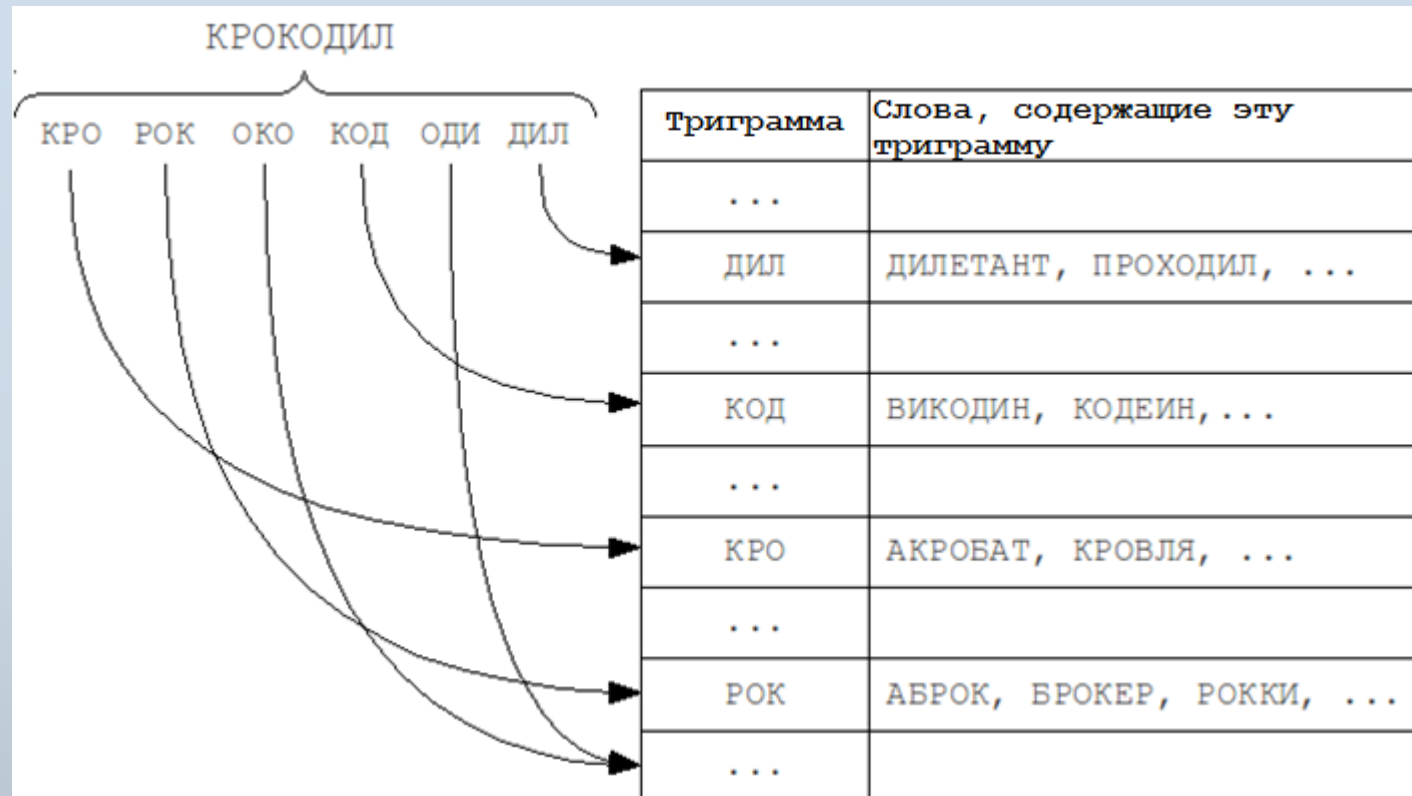 КРОКОДИЛ
КРО РОК ОКО КОД ОДИ ДИЛ
Триграмма
Слова, содержащие эту
триграмму
...
ДИЛ
ДИЛЕТАНТ, ПРОХОДИЛ, ...
...
КОД
ВИКОДИН, КОДЕИН,...
...
КРО
АКРОБАТ, КРОВЛЯ, ...
...
РОК
АБРОК, БРОКЕР, РОККИ, ...
...